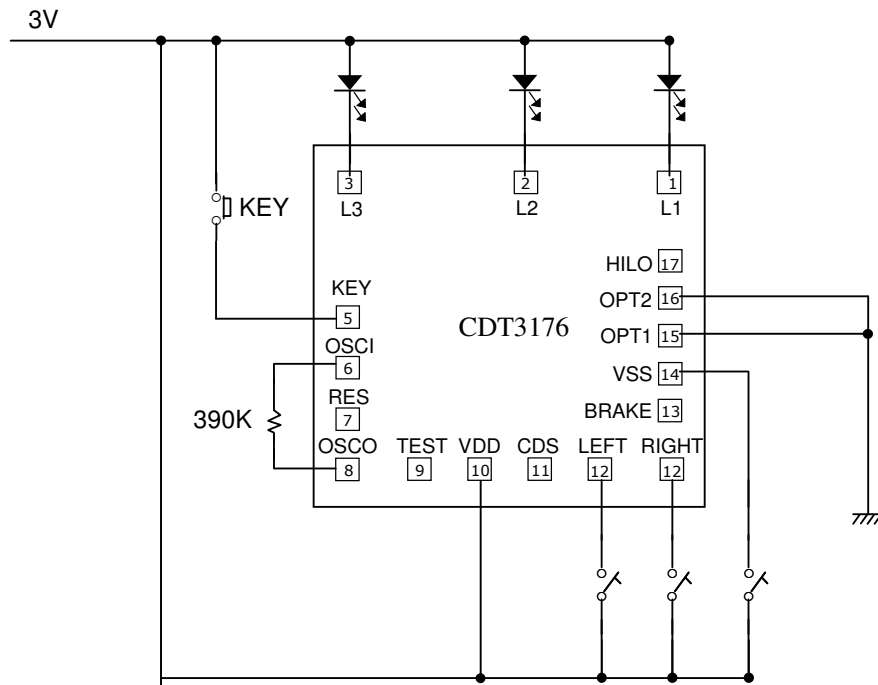 3V
3 2 1
L3 L2 L1
KEY
HILO 17
KEY
OPT2 16
5
CDT3176
OPT1 15
OSCI
6
VSS 14
RES
7
BRAKE 13
390K
OSCO TEST VDD CDS LEFT RIGHT
8 9 10 11 12 12